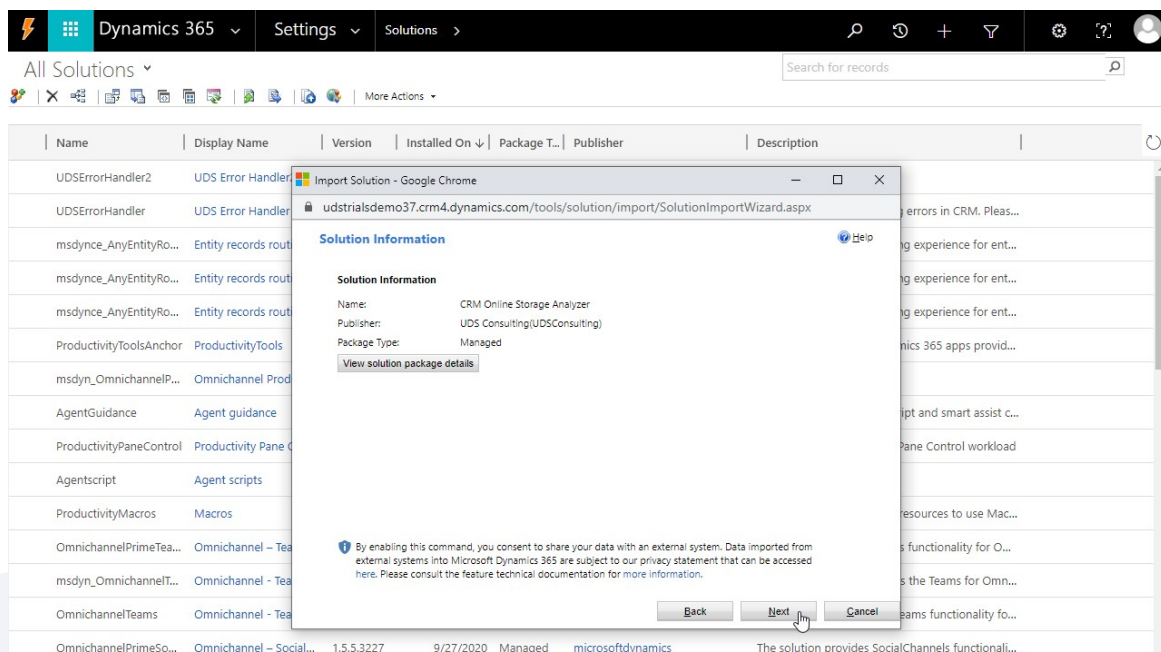 Dynamics 365 Settings Solutions >
All Solutions
Search for records
More Actions
Name Display Name Version Installed On ↓ Package T... Publisher Description
UDSErrorHandler2 UDS Error Handler
Import Solution - Google Chrome
udstrialsdemo37.crm4.dynamics.com/tools/solution/import/SolutionImportWizard.aspx
UDSErrorHandler UDS Error Handler errors in CRM. Pleas...
Solution Information
Help
msdynce_AnyEntityRo... Entity records routi ng experience for ent...
Solution Information
msdynce_AnyEntityRo... Entity records routi ng experience for ent...
Name: CRM Online Storage Analyzer
msdynce_AnyEntityRo... Entity records routi ng experience for ent...
Publisher: UDS Consulting(UDSConsulting)
Package Type: Managed
ProductivityToolsAnchor ProductivityTools mics 365 apps provid...
View solution package details
msdyn_OmnichannelP... Omnichannel Prod
AgentGuidance Agent guidance ipt and smart assist c...
ProductivityPaneControl Productivity Pane C Pane Control workload
Agentscript Agent scripts
ProductivityMacros Macros resources to use Mac...
OmnichannelPrimeTea... Omnichannel – Tea s functionality for O...
By enabling this command, you consent to share your data with an external system. Data imported from
external systems into Microsoft Dynamics 365 are subject to our privacy statement that can be accessed
here. Please consult the feature technical documentation for more information.
msdyn_OmnichannelT... Omnichannel - Tea s the Teams for Omn...
OmnichannelTeams Omnichannel - Tea eams functionality fo...
Back Next Cancel
OmnichannelPrimeSo... Omnichannel – Social... 1.5.5.3227 9/27/2020 Managed microsoftdynamics The solution provides SocialChannels functionali...